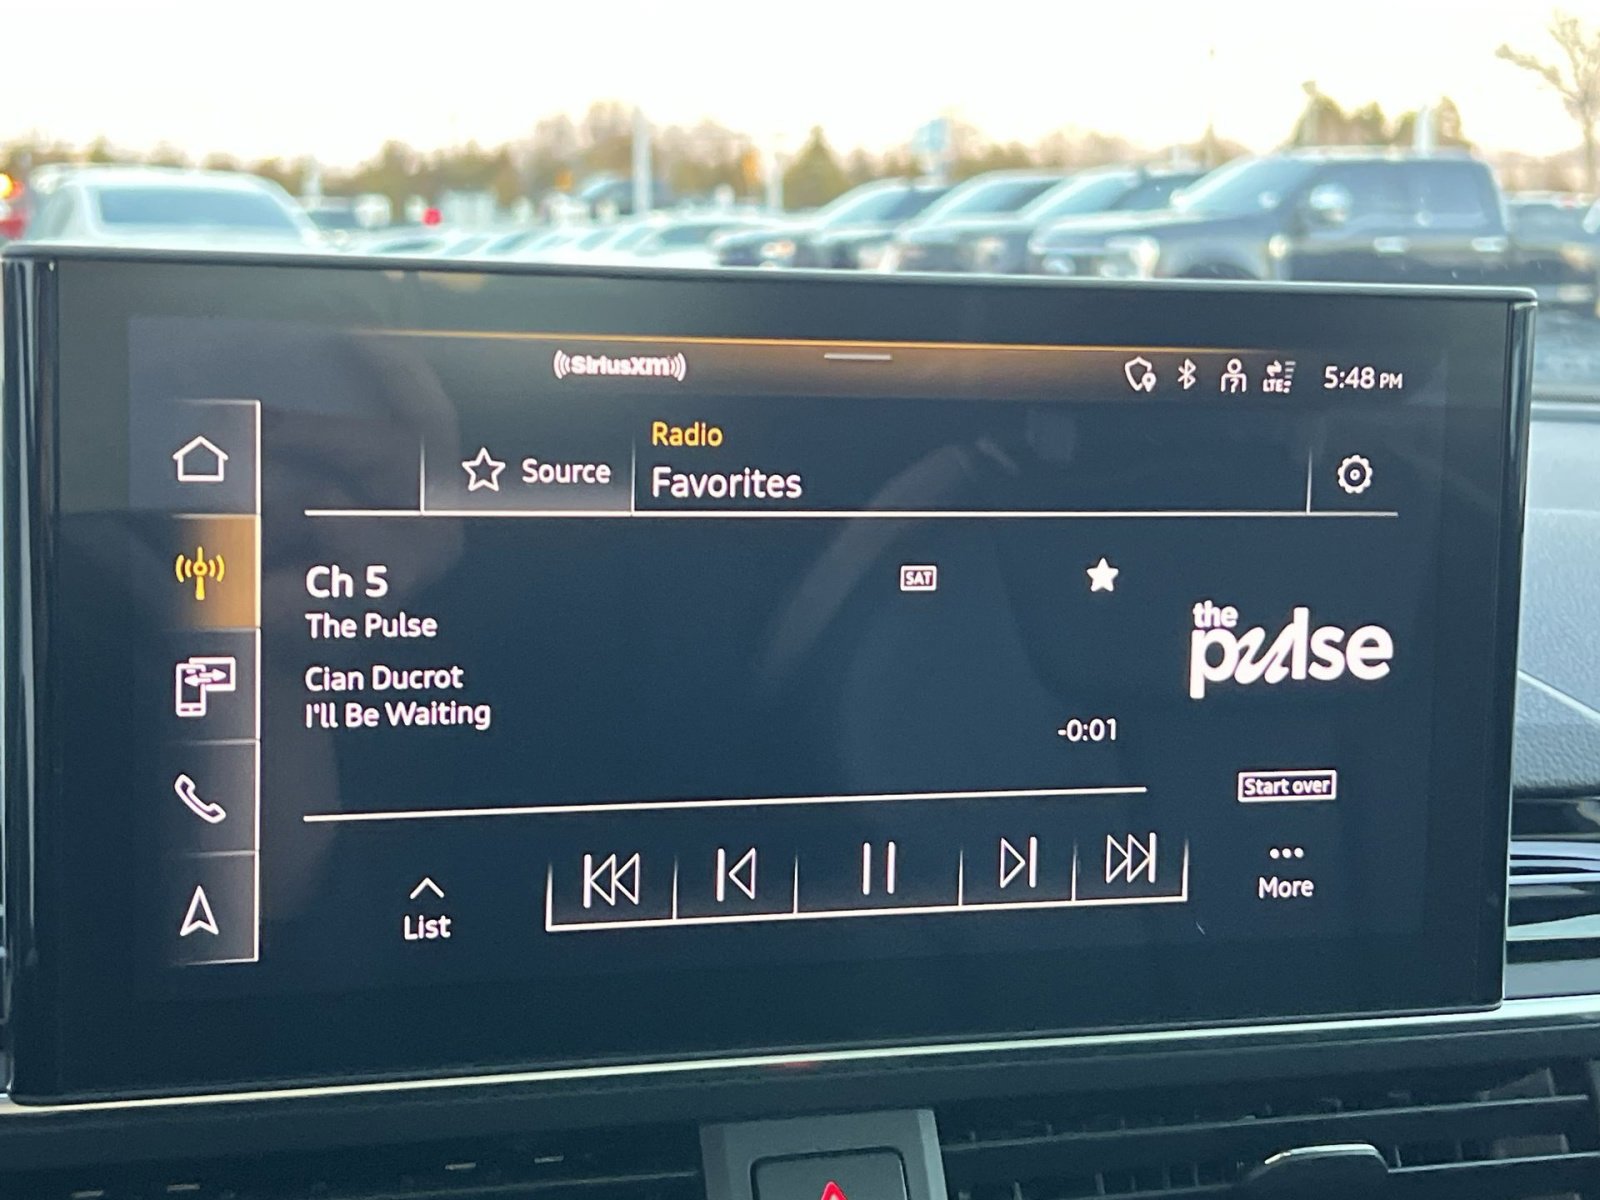 ((SiriusXM))
LTE
5:48 PM
Source
Radio
Favorites
Ch 5
SAT
The Pulse
the pulse
Cian Ducrot
I'll Be Waiting
-0:01
Start over
List
More